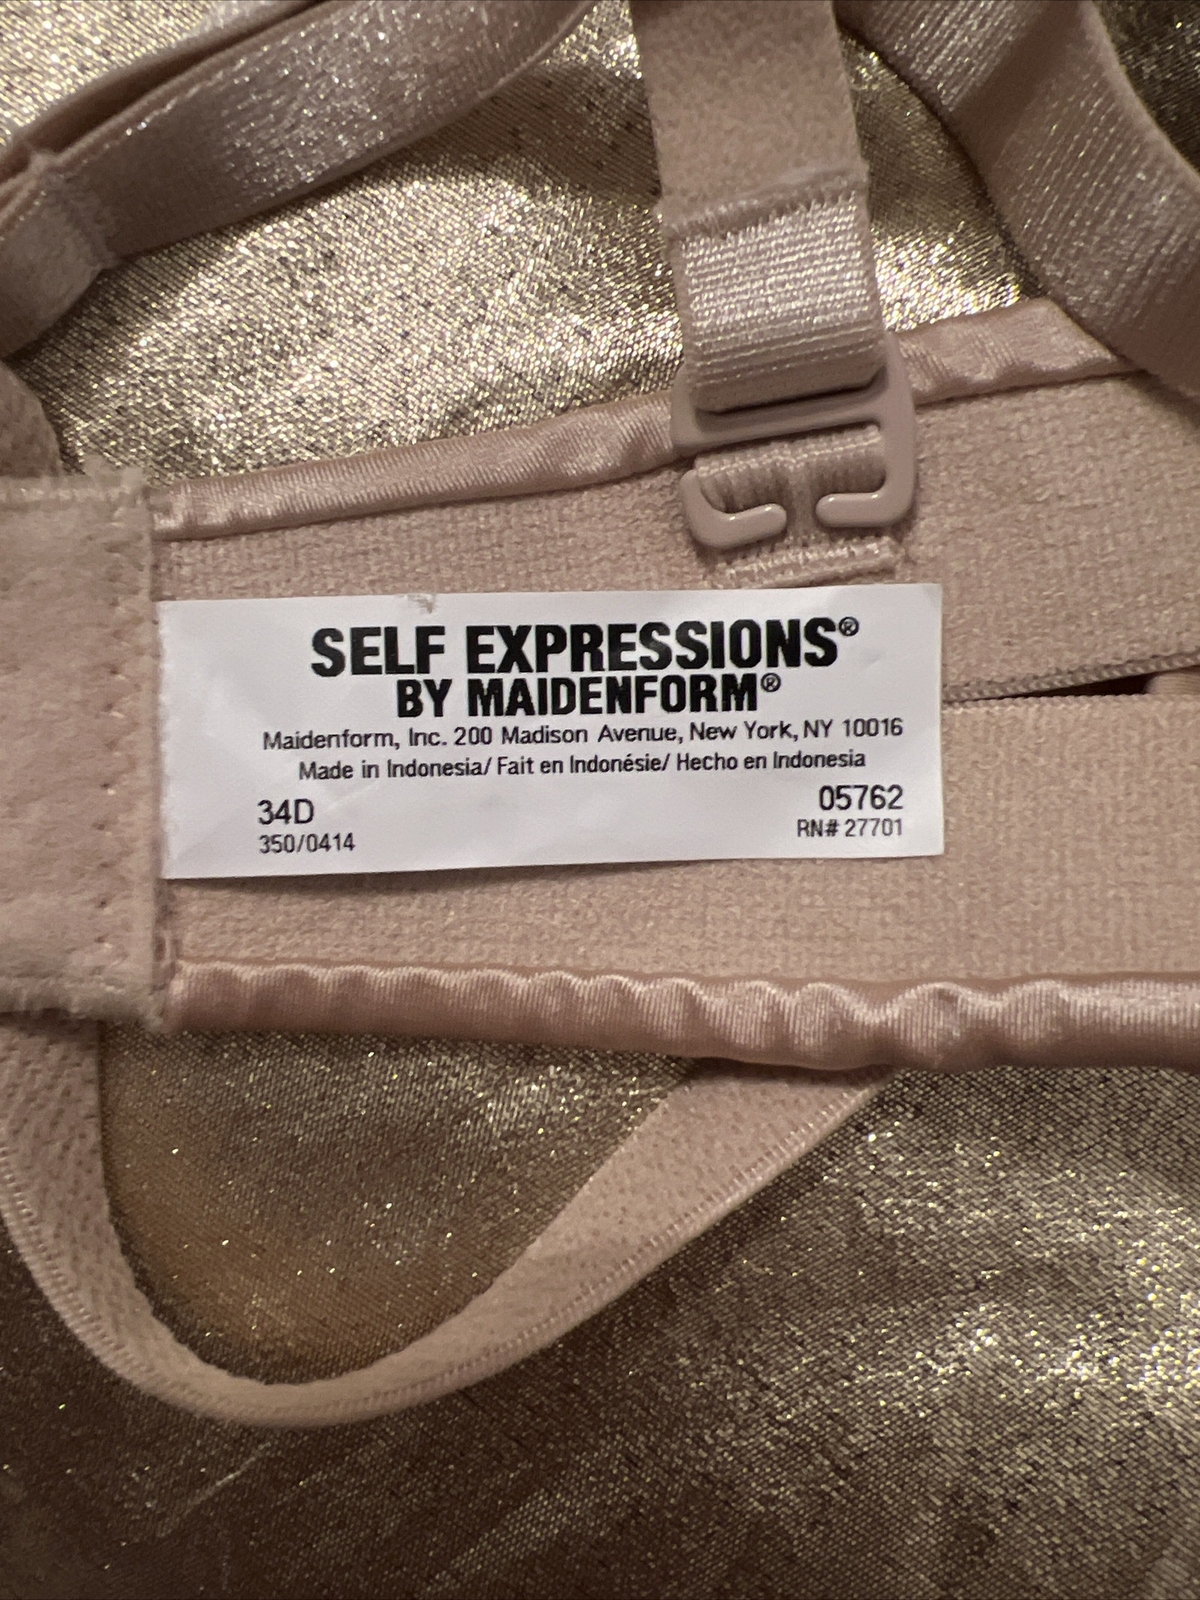 SELF EXPRESSIONS®
BY MAIDENFORM®
Maidenform, Inc. 200 Madison Avenue, New York, NY 10016
Made in Indonesia/ Fait en Indonésie/ Hecho en Indonesia
34D 05762
350/0414 RN# 27701